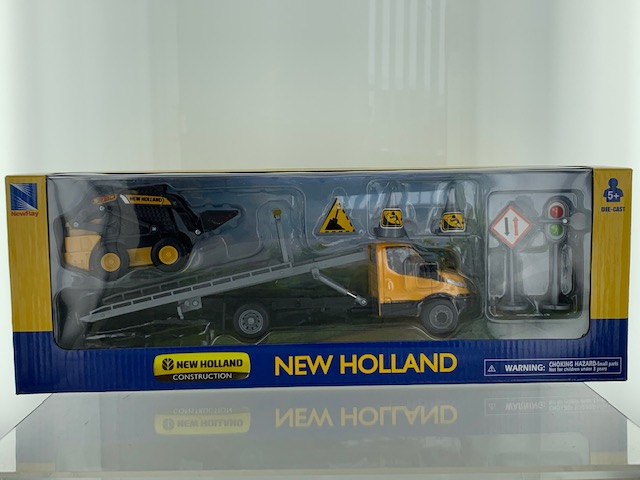 NewRay
NEW HOLLAND
5+
DIE-CAST
NEW HOLLAND
CONSTRUCTION
NEW HOLLAND
WARNING:
CHOKING HAZARD-Small parts
Not for children under 3 years